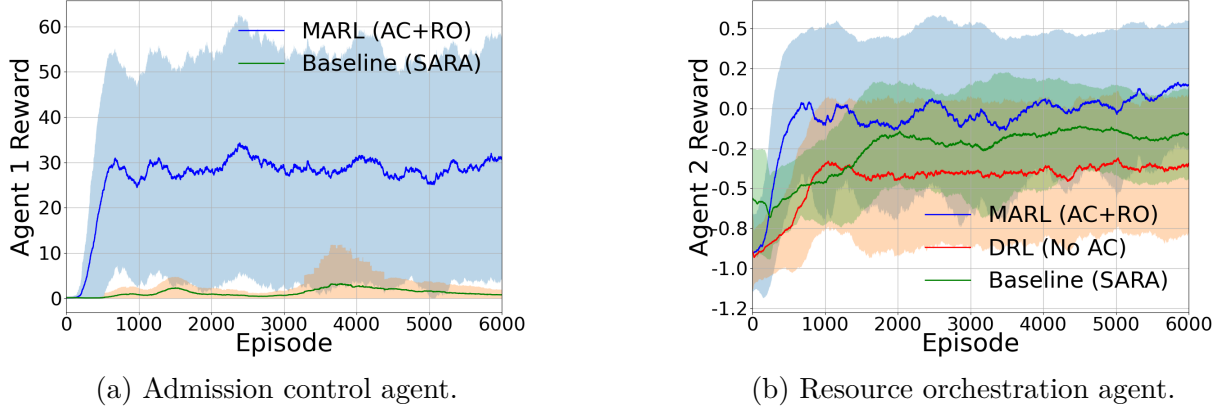 60
50
40
30
20
10
0
Agent 1 Reward
MARL (AC+RO)
Baseline (SARA)
0 1000 2000 3000 4000 5000 6000
Episode
(a) Admission control agent.
0.5
0.2
0.0
-0.2
-0.5
-0.8
-1.0
-1.2
Agent 2 Reward
MARL (AC+RO)
DRL (No AC)
Baseline (SARA)
0 1000 2000 3000 4000 5000 6000
Episode
(b) Resource orchestration agent.